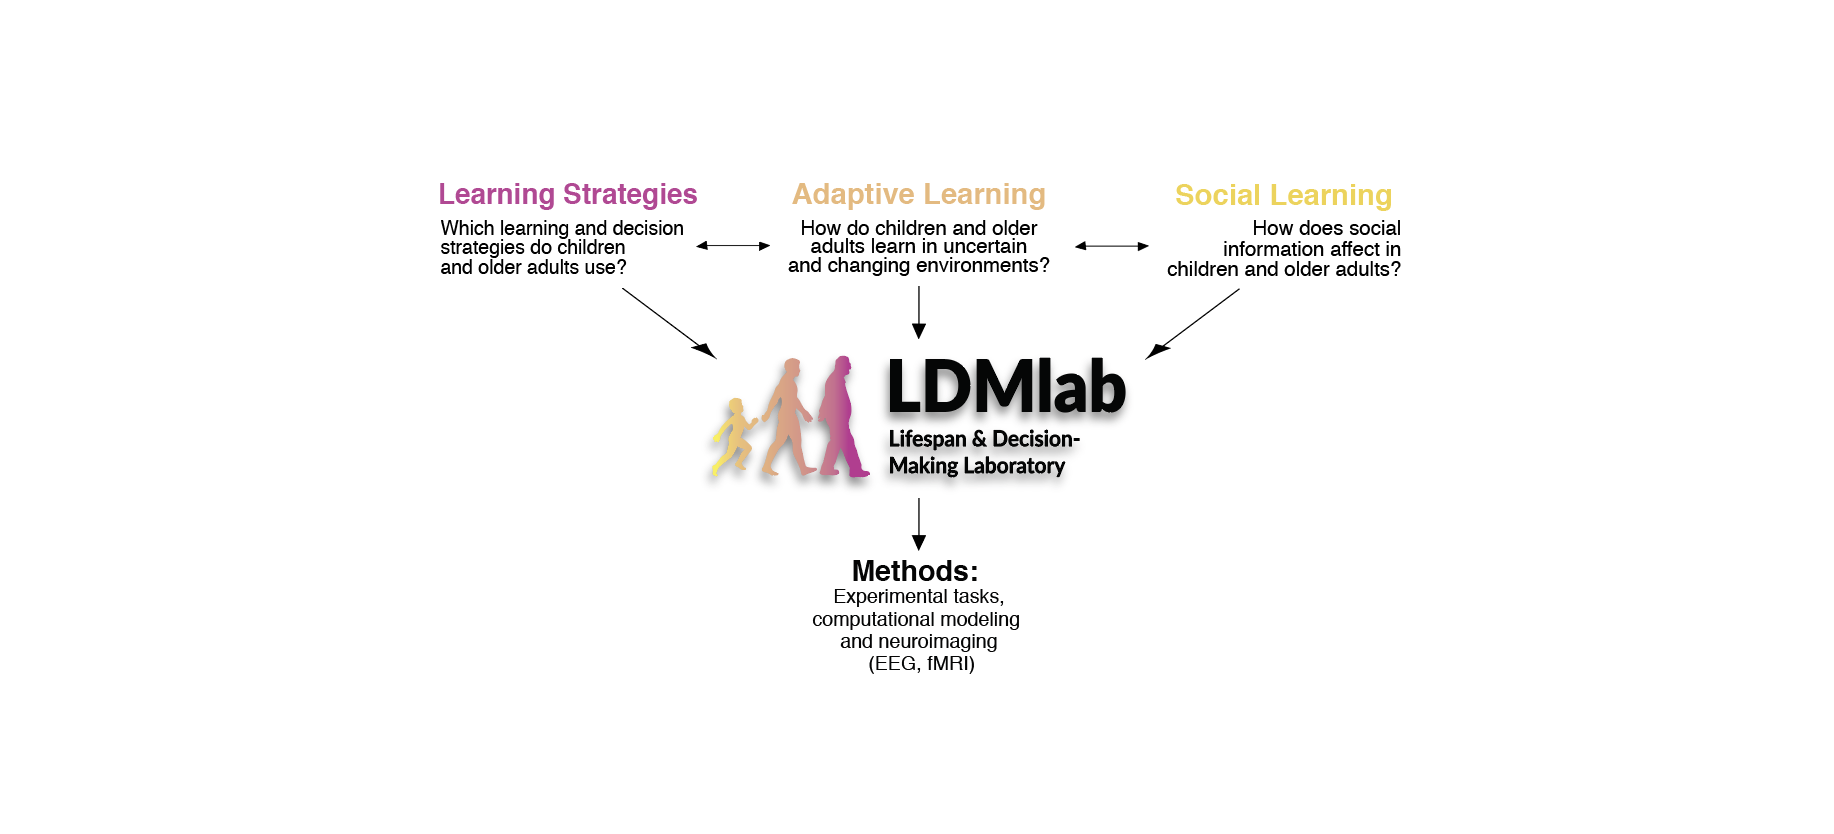 Learning Strategies
Which learning and decision
strategies do children
and older adults use?
Adaptive Learning
How do children and older
adults learn in uncertain
and changing environments?
Social Learning
How does social
information affect in
children and older adults?
LDMlab
Lifespan & Decision-
Making Laboratory
Methods:
Experimental tasks,
computational modeling
and neuroimaging
(EEG, fMRI)